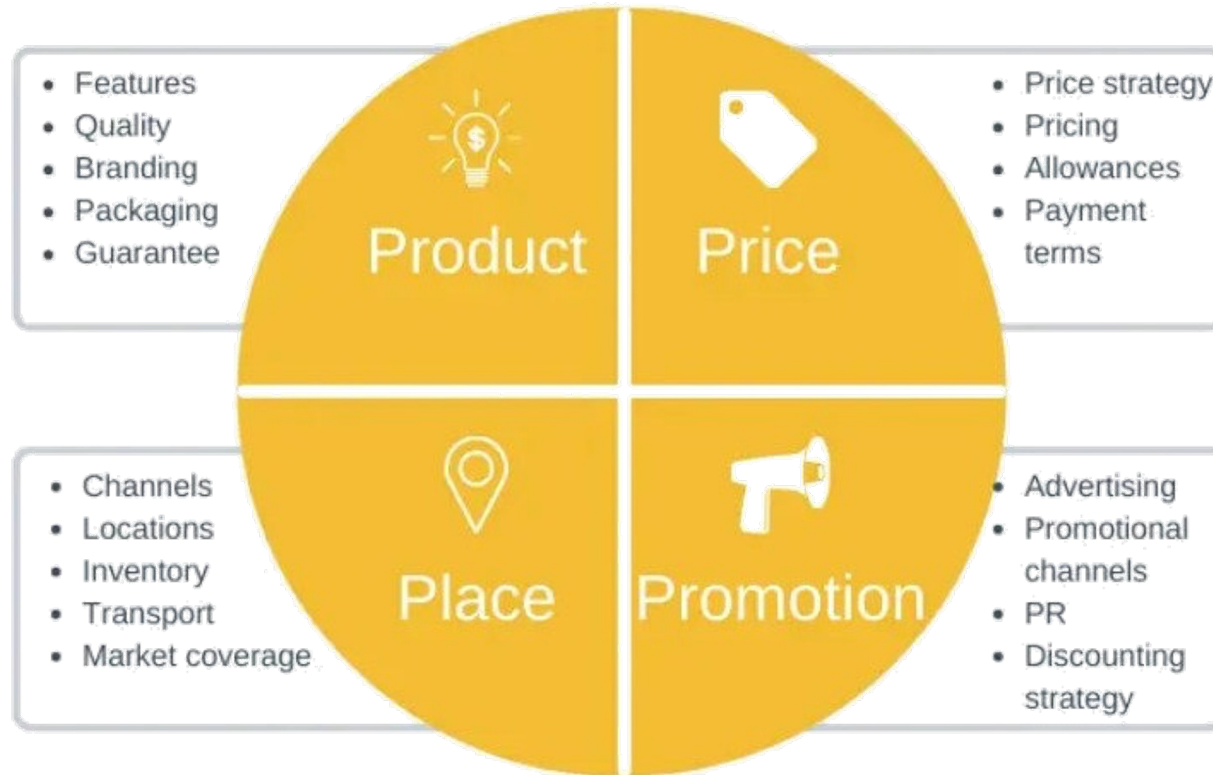 • Features
• Quality
• Branding
• Packaging
• Guarantee
$
Product
Price
• Price strategy
• Pricing
• Allowances
• Payment
terms
• Channels
• Locations
• Inventory
• Transport
• Market coverage
Place
Promotion
• Advertising
• Promotional
channels
• PR
• Discounting
strategy